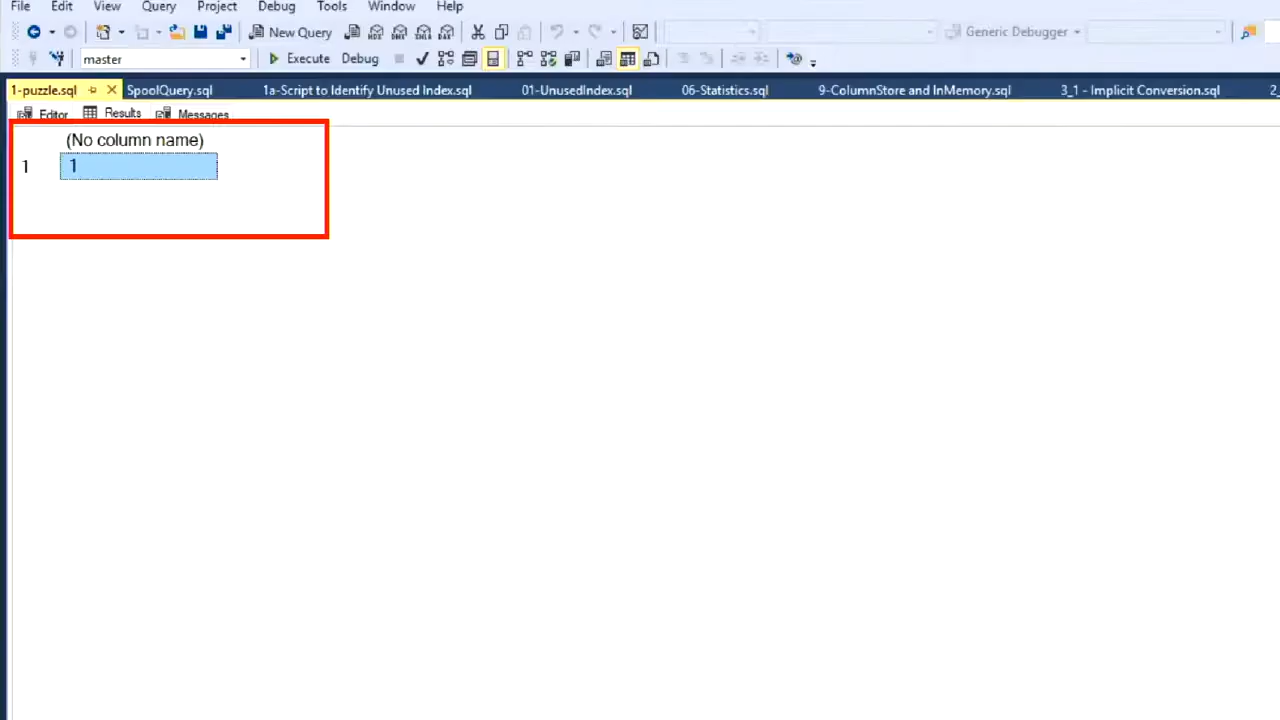 File Edit View Query Project Debug Tools Window Help
New Query Generic Debugger
master Execute Debug
1-puzzle.sql SpoolQuery.sql 1a-Script to Identify Unused Index.sql 01-UnusedIndex.sql 06-Statistics.sql 9-ColumnStore and InMemory.sql 3_1 - Implicit Conversion.sql 2_
Editor Results Messages
(No column name)
1 1